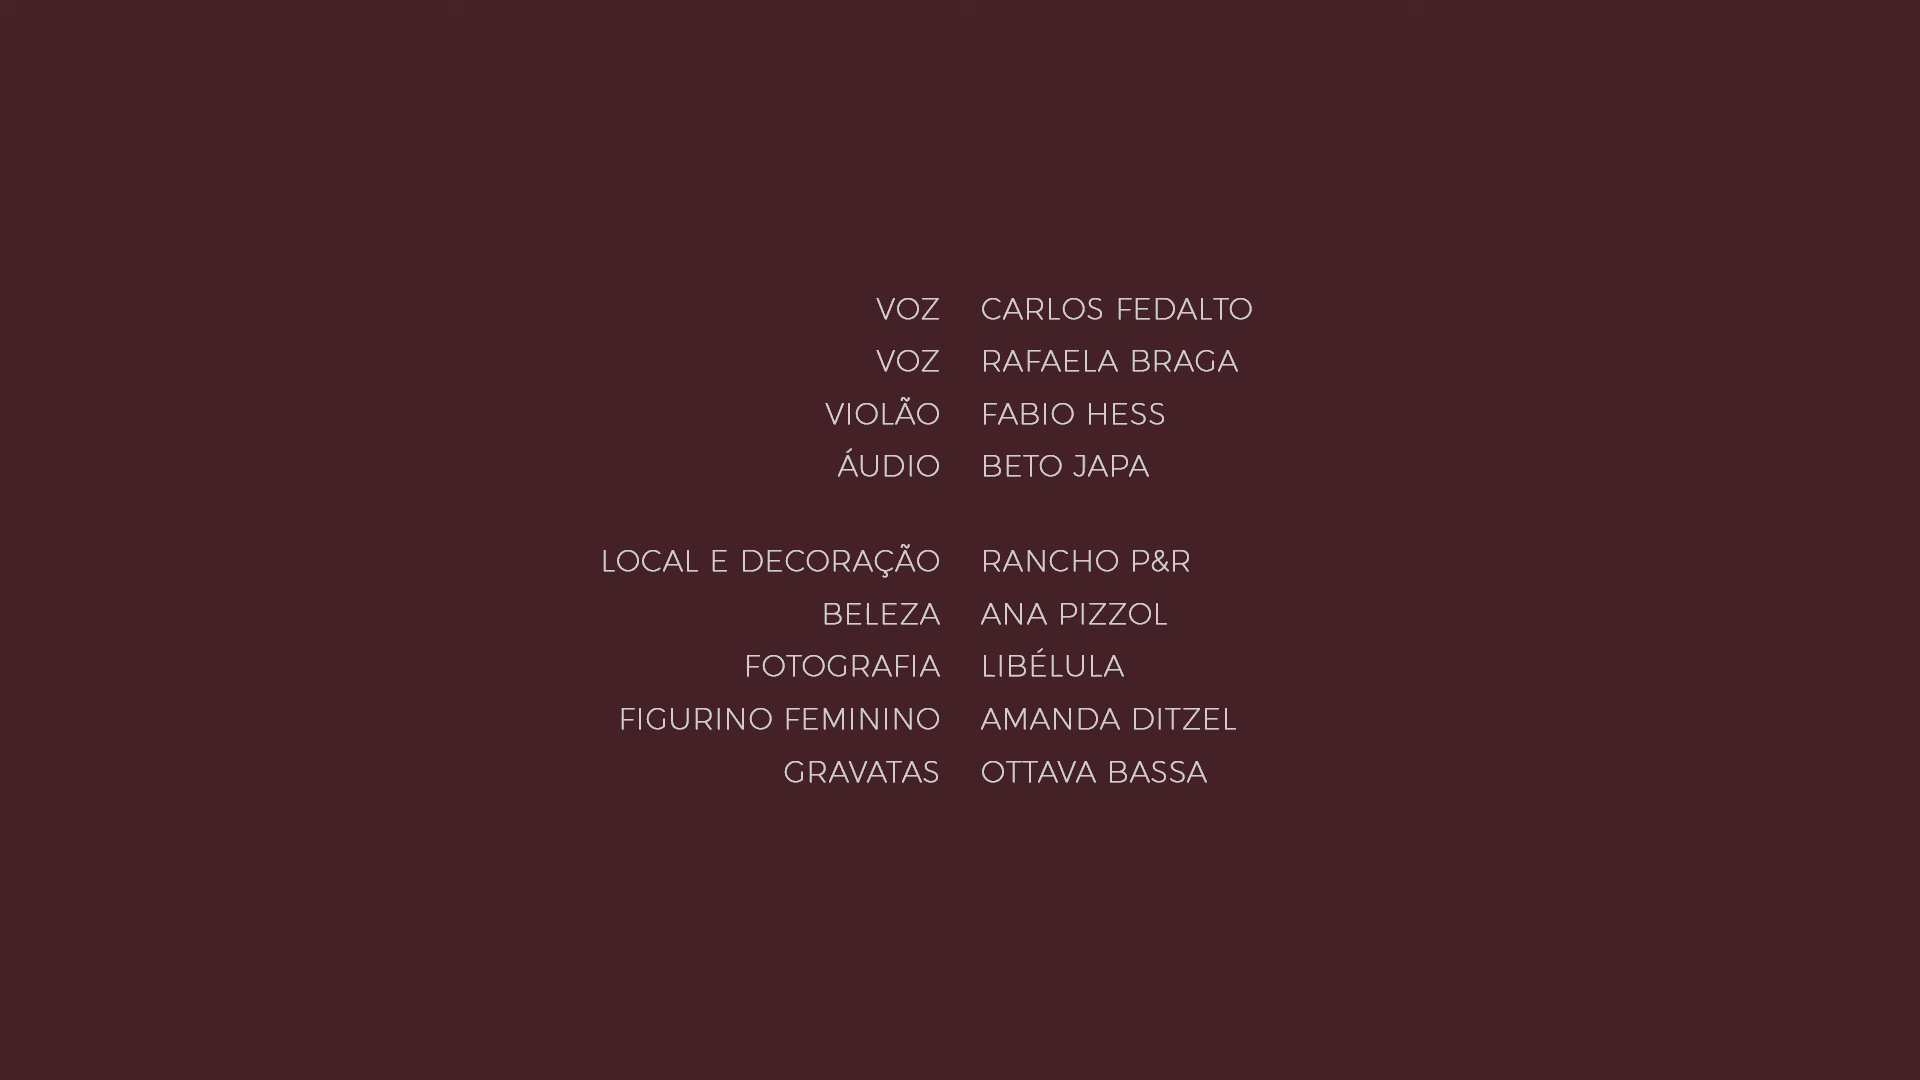 VOZ CARLOS FEDALTO
VOZ RAFAELA BRAGA
VIOLÃO FABIO HESS
ÁUDIO BETO JAPA
LOCAL E DECORAÇÃO RANCHO P&R
BELEZA ANA PIZZOL
FOTOGRAFIA LIBÉLULA
FIGURINO FEMININO AMANDA DITZEL
GRAVATAS OTTAVA BASSA